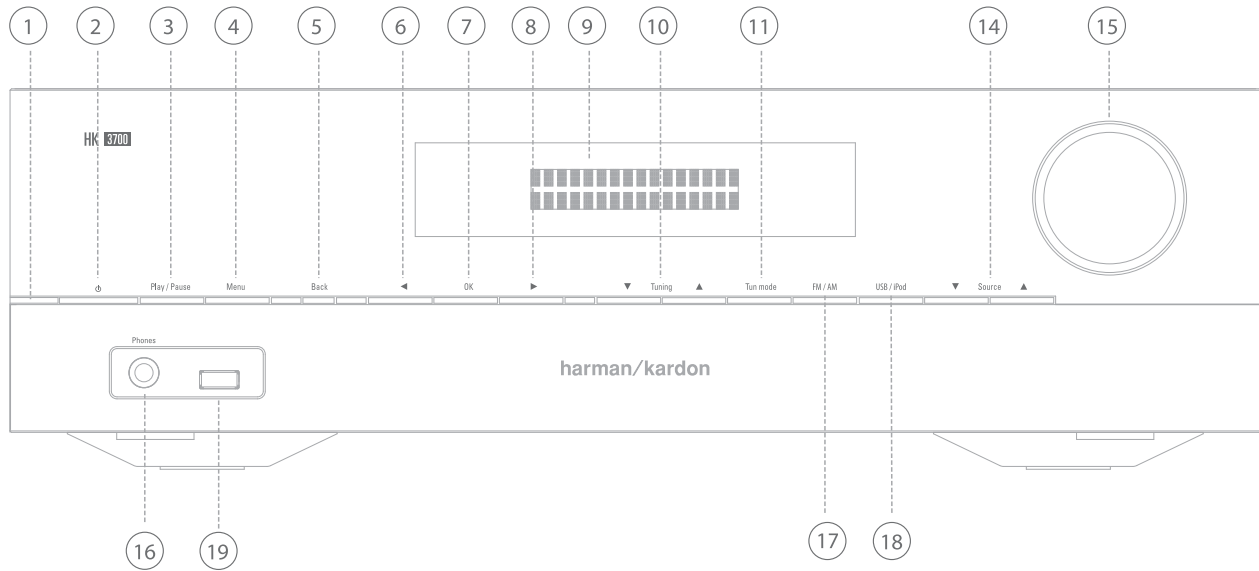 1 2 3 4 5 6 7 8 9 10 11 14 15
HK 3700
Play / Pause Menu Back ◀ OK ▶ ▼ Tuning ▲ Tun mode FM / AM USB / iPod ▼ Source ▲
Phones
harman/kardon
16 19 17 18